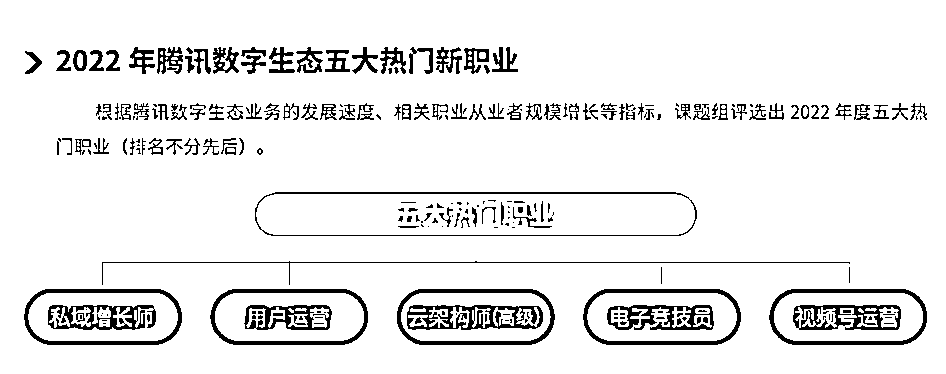 2022 年腾讯数字生态五大热门新职业
根据腾讯数字生态业务的发展速度、相关职业从业者规模增长等指标，课题组评选出 2022 年度五大热
门职业（排名不分先后）。
五大热门职业
私域增长师
用户运营
云架构师(高级)
电子竞技员
视频号运营